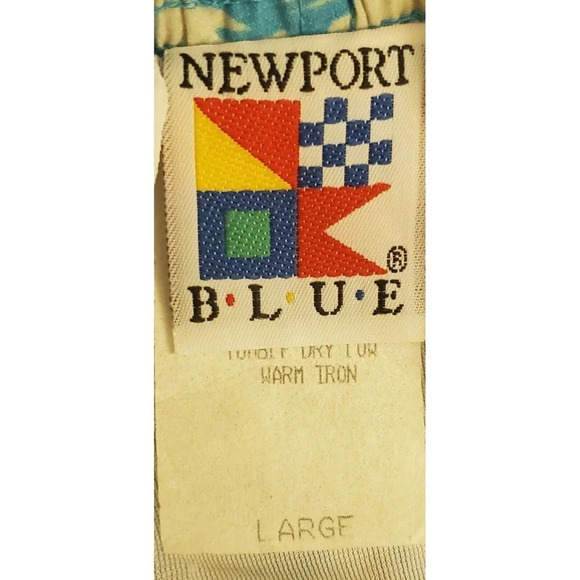 NEWPORT
®
B·L·U·E
TUMBLE DRY LOW
WARM IRON
LARGE